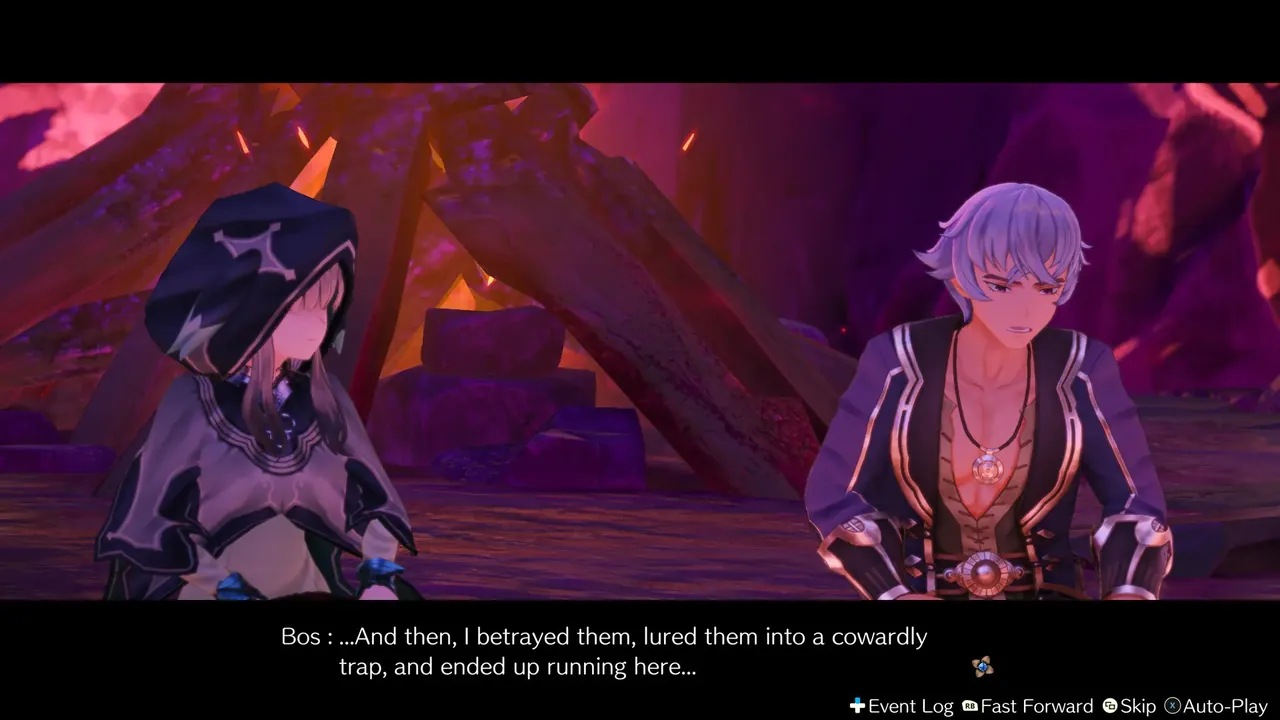 Bos : ...And then, I betrayed them, lured them into a cowardly
trap, and ended up running here...
Event Log RB Fast Forward Skip X Auto-Play